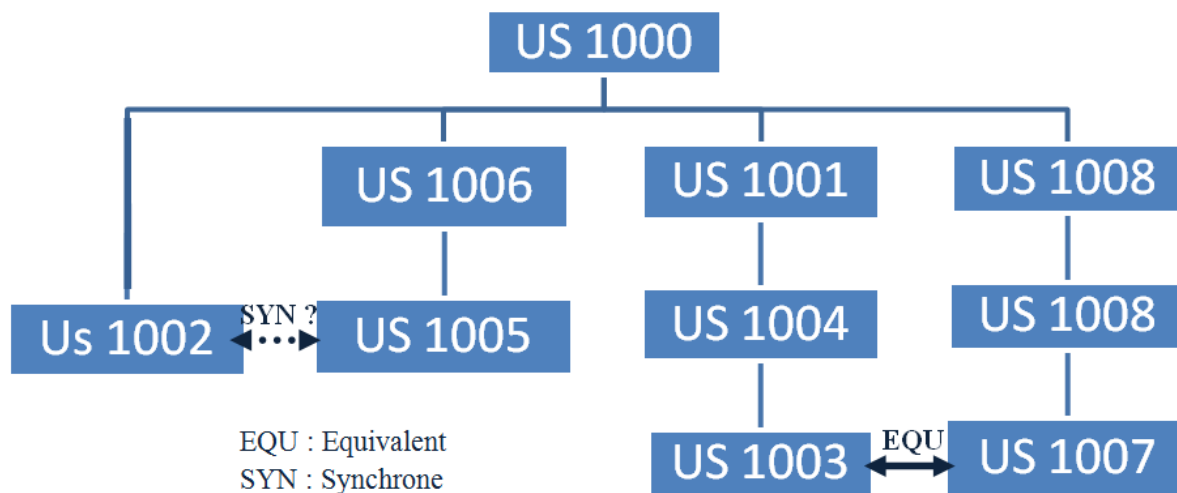 US 1000
US 1006
US 1001
US 1008
Us 1002
SYN ?
US 1005
US 1004
US 1008
EQU : Equivalent
SYN : Synchrone
US 1003
EQU
US 1007